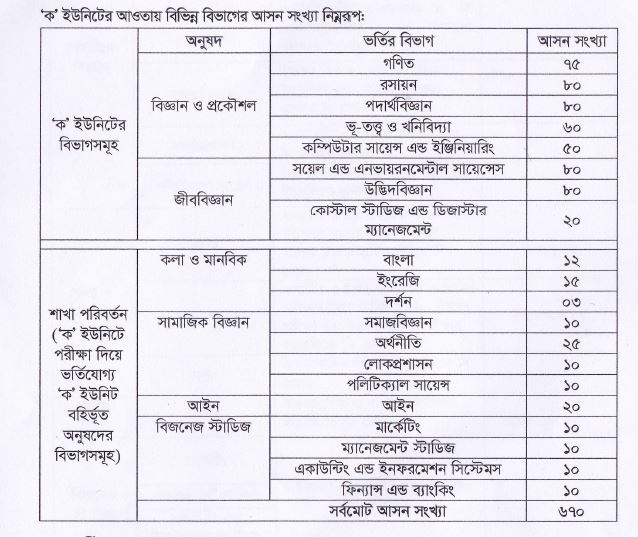 'ক' ইউনিটের আওতায় বিভিন্ন বিভাগের আসন সংখ্যা নিম্নরূপ:
অনুষদ ভর্তির বিভাগ আসন সংখ্যা
'ক' ইউনিটের বিভাগসমূহ
বিজ্ঞান ও প্রকৌশল
গণিত ৭৫
রসায়ন ৮০
পদার্থবিজ্ঞান ৮০
ভূ-তত্ত্ব ও খনিবিদ্যা ৬০
কম্পিউটার সায়েন্স এন্ড ইঞ্জিনিয়ারিং ৫০
জীববিজ্ঞান
সয়েল এন্ড এনভায়রনমেন্টাল সায়েন্সেস ৮০
উদ্ভিদবিজ্ঞান ৮০
কোস্টাল স্টাডিজ এন্ড ডিজাস্টার
ম্যানেজমেন্ট ২০
শাখা পরিবর্তন
('ক' ইউনিটে
পরীক্ষা দিয়ে
ভর্তিযোগ্য
'ক' ইউনিট
বহির্ভূত
অনুষদের
বিভাগসমূহ)
কলা ও মানবিক
বাংলা ১২
ইংরেজি ১৫
দর্শন ০৩
সামাজিক বিজ্ঞান
সমাজবিজ্ঞান ১০
অর্থনীতি ২৫
লোকপ্রশাসন ১০
পলিটিক্যাল সায়েন্স ১০
আইন আইন ২০
বিজনেজ স্টাডিজ
মার্কেটিং ১০
ম্যানেজমেন্ট স্টাডিজ ১০
একাউন্টিং এন্ড ইনফরমেশন সিস্টেমস ১০
ফিন্যান্স এন্ড ব্যাংকিং ১০
সর্বমোট আসন সংখ্যা ৬৭০